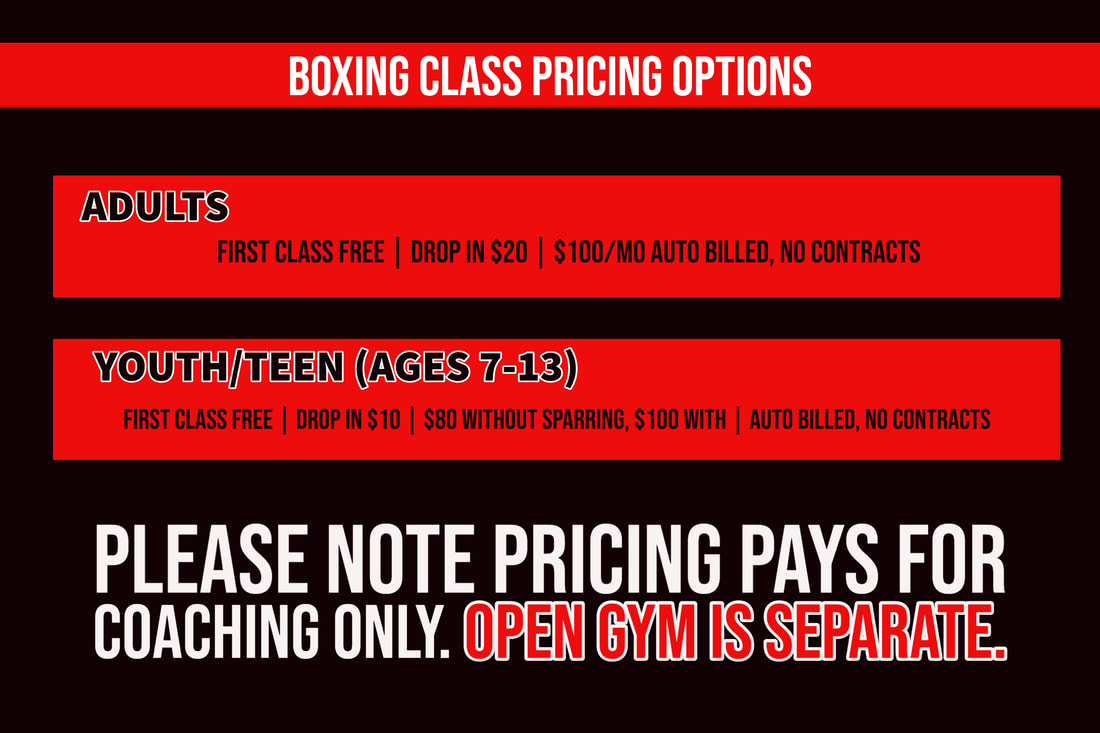 BOXING CLASS PRICING OPTIONS
ADULTS
FIRST CLASS FREE | DROP IN $20 | $100/MO AUTO BILLED, NO CONTRACTS
YOUTH/TEEN (AGES 7-13)
FIRST CLASS FREE | DROP IN $10 | $80 WITHOUT SPARRING, $100 WITH | AUTO BILLED, NO CONTRACTS
PLEASE NOTE PRICING PAYS FOR
COACHING ONLY. OPEN GYM IS SEPARATE.